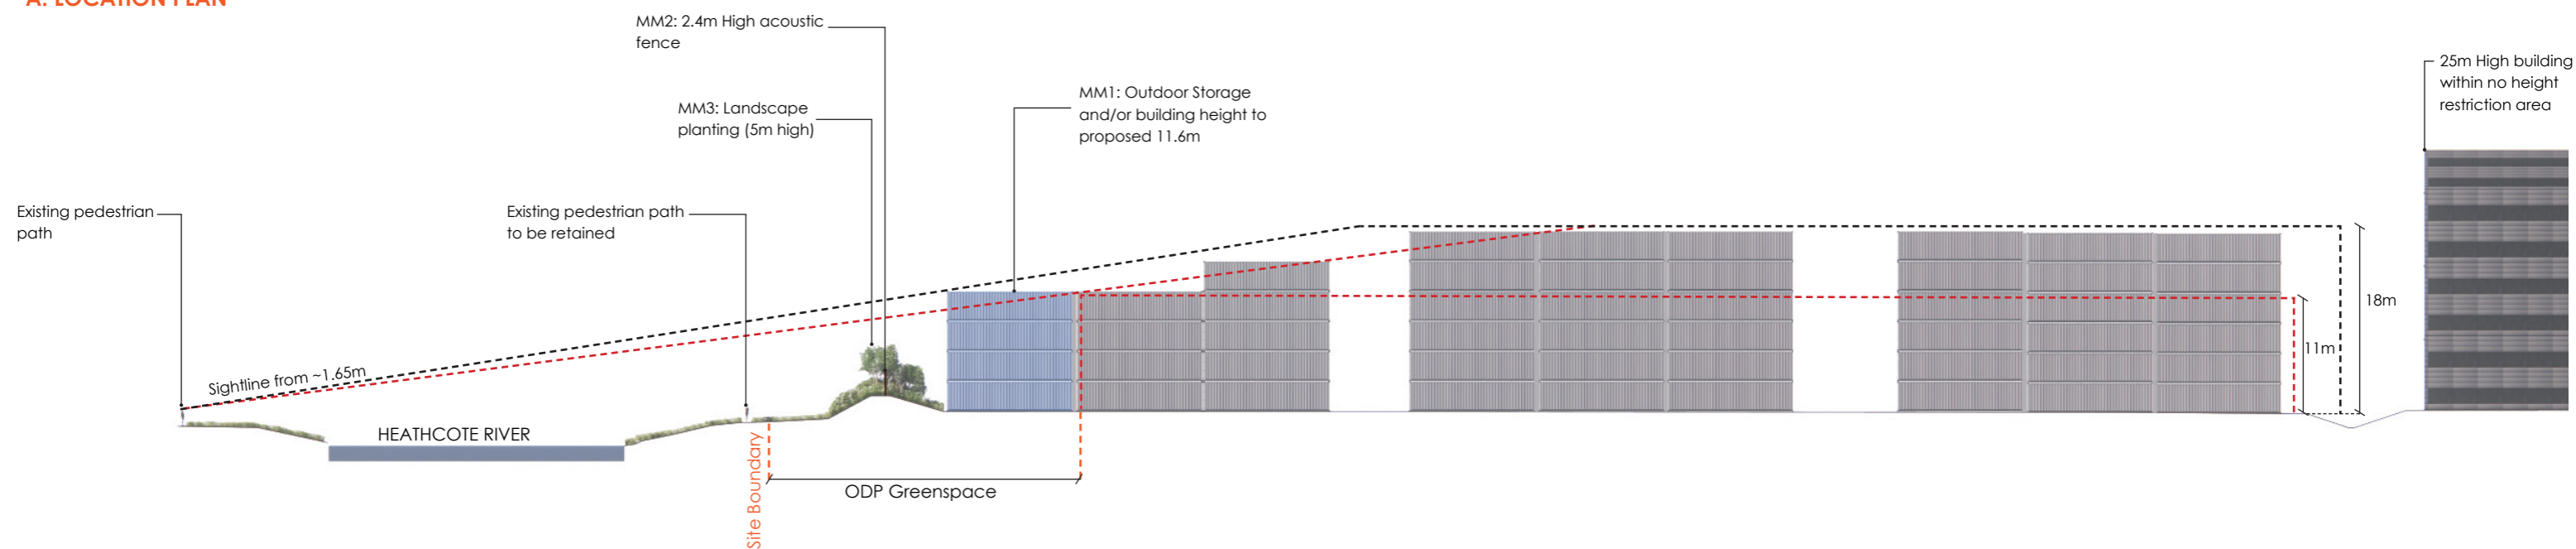 A. LOCATION PLAN
MM2: 2.4m High acoustic
fence
MM3: Landscape
planting (5m high)
MM1: Outdoor Storage
and/or building height to
proposed 11.6m
25m High building
within no height
restriction area
Existing pedestrian
path
Existing pedestrian path
to be retained
Sightline from ~1.65m
HEATHCOTE RIVER
Site Boundary
ODP Greenspace
11m
18m